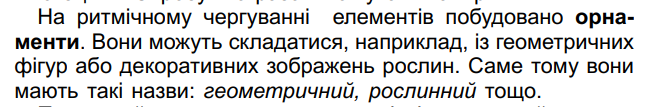 На ритмічному чергуванні елементів побудовано орна-
менти. Вони можуть складатися, наприклад, із геометричних
фігур або декоративних зображень рослин. Саме тому вони
мають такі назви: геометричний, рослинний тощо.